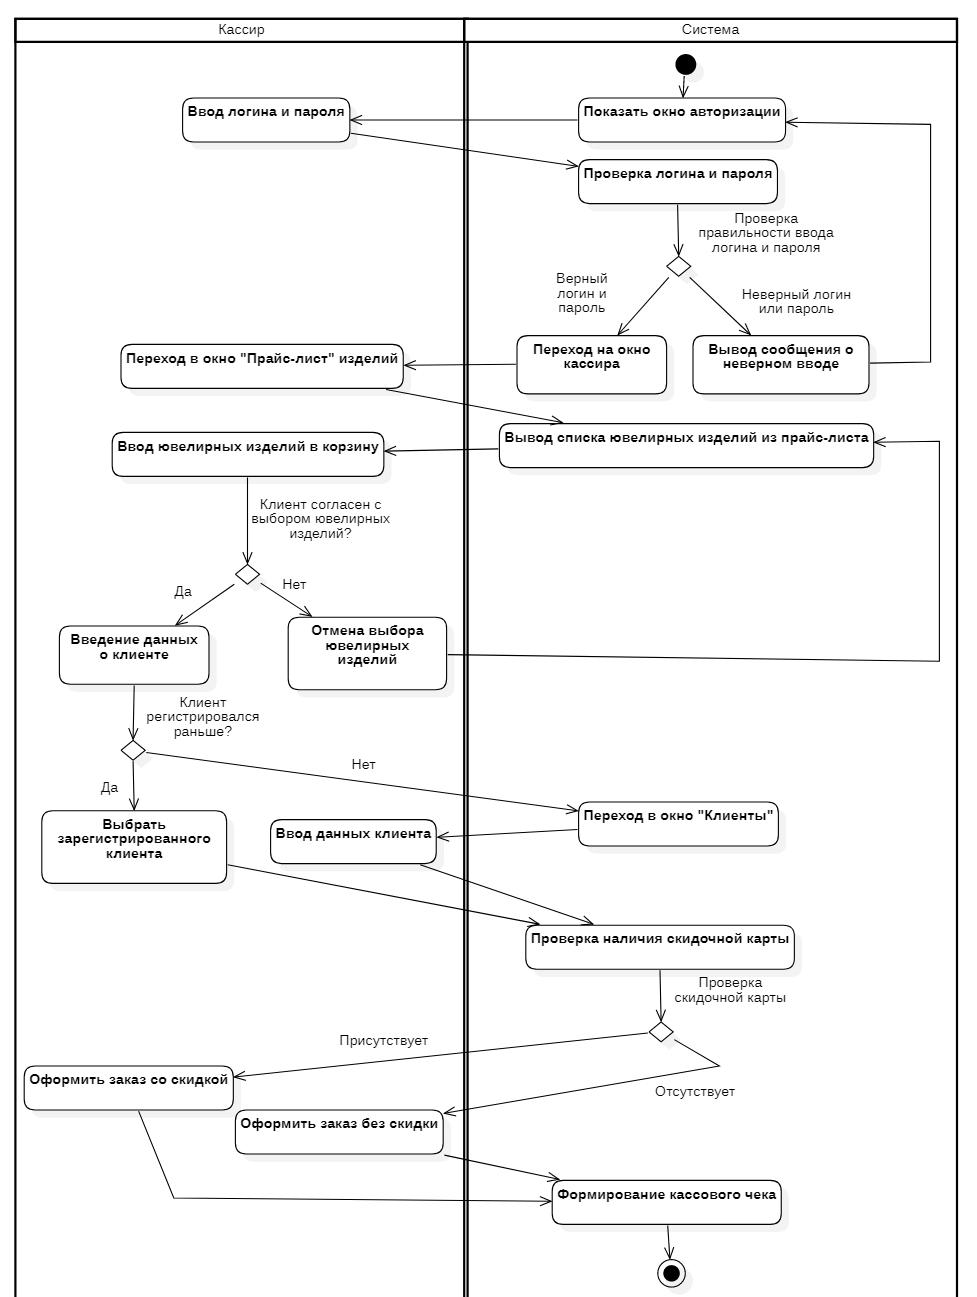 Кассир
Система
Ввод логина и пароля
Показать окно авторизации
Проверка логина и пароля
Проверка
правильности ввода
логина и пароля
Верный
логин и
пароль
Неверный логин
или пароль
Переход в окно "Прайс-лист" изделий
Переход на окно
кассира
Вывод сообщения о
неверном вводе
Ввод ювелирных изделий в корзину
Вывод списка ювелирных изделий из прайс-листа
Клиент согласен с
выбором ювелирных
изделий?
Да
Нет
Введение данных
о клиенте
Отмена выбора
ювелирных
изделий
Клиент
регистрировался
раньше?
Нет
Да
Выбрать
зарегистрированного
клиента
Ввод данных клиента
Переход в окно "Клиенты"
Проверка наличия скидочной карты
Проверка
скидочной карты
Присутствует
Отсутствует
Оформить заказ со скидкой
Оформить заказ без скидки
Формирование кассового чека